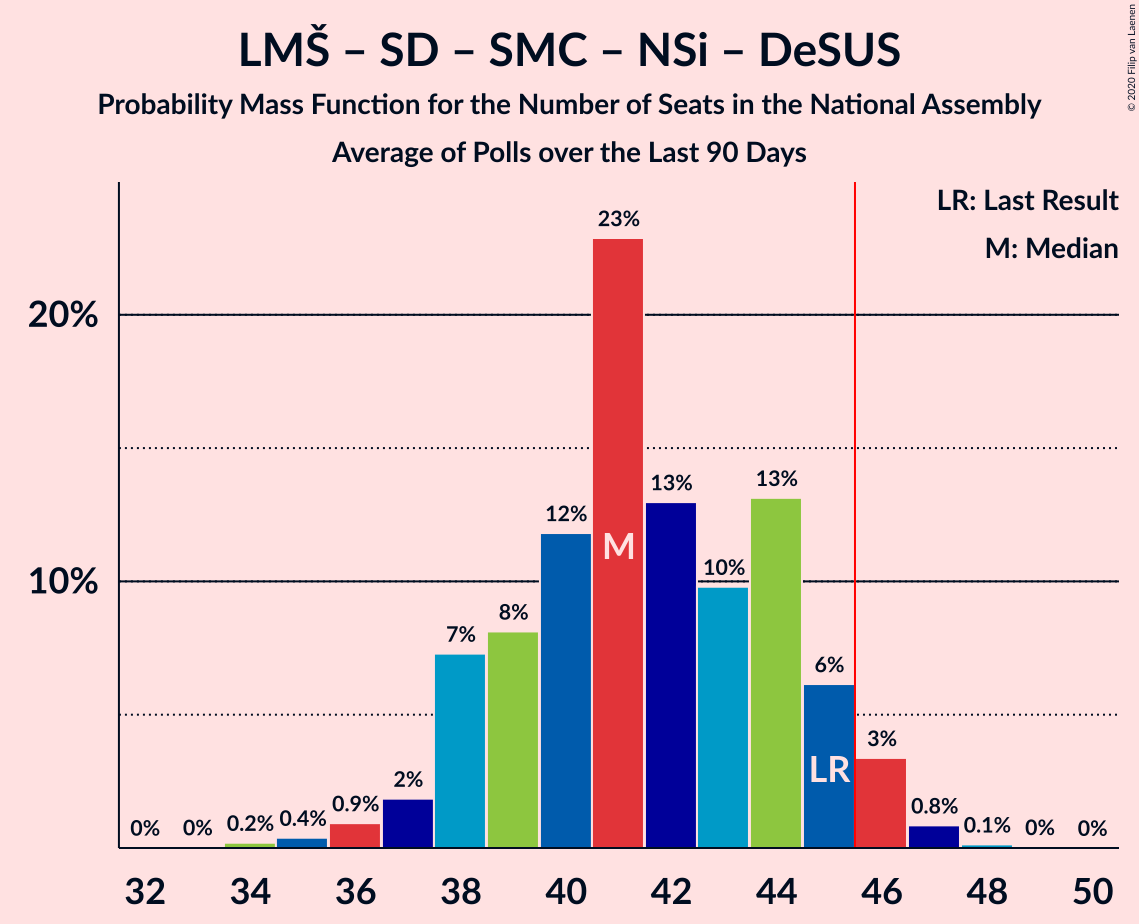 LMŠ – SD – SMC – NSi – DeSUS
Probability Mass Function for the Number of Seats in the National Assembly
Average of Polls over the Last 90 Days
© 2020 Filip van Laenen
LR: Last Result
M: Median
20%
10%
0%
0%
0.2%
0.4%
0.9%
2%
7%
8%
12%
23%
13%
10%
13%
6%
3%
0.8%
0.1%
0%
0%
M
LR
32 34 36 38 40 42 44 46 48 50